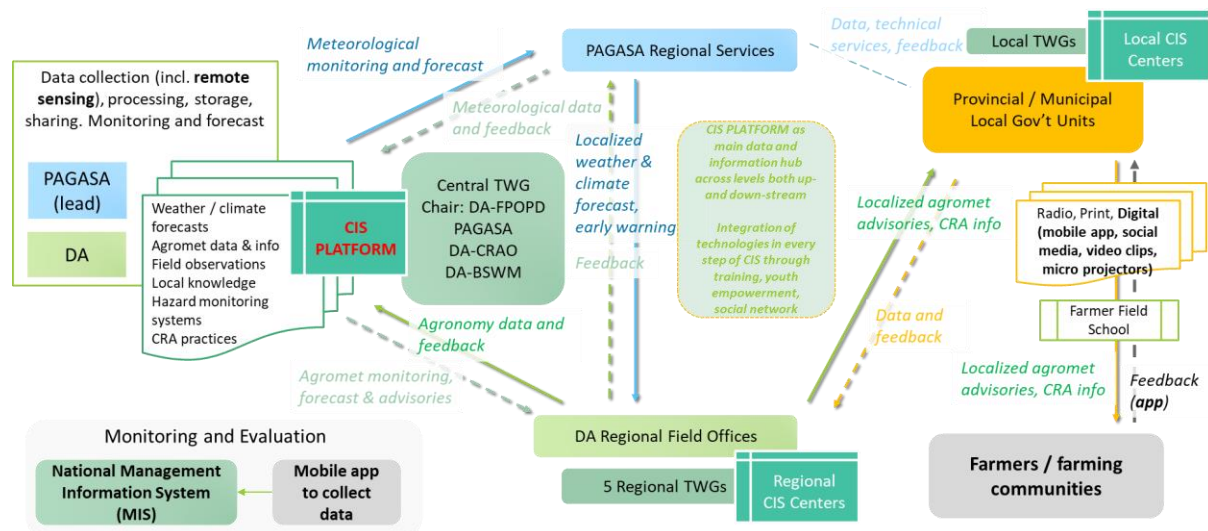 Data collection (incl. remote
sensing), processing, storage,
sharing. Monitoring and forecast
PAGASA
(lead)
DA
Weather / climate
forecasts
Agromet data & info
Field observations
Local knowledge
Hazard monitoring
systems
CRA practices
CIS
PLATFORM
Meteorological
monitoring and forecast
Meteorological data
and feedback
Central TWG
Chair: DA-FPOPD
PAGASA
DA-CRAO
DA-BSWM
Agronomy data and
feedback
Agromet monitoring,
forecast & advisories
PAGASA Regional Services
Localized
weather &
climate
forecast,
early warning
Feedback
CIS PLATFORM as
main data and
information hub
across levels both up-
and down-stream
Integration of
technologies in every
step of CIS through
training, youth
empowerment,
social network
Data, technical
services, feedback
Local TWGs
Local CIS
Centers
Provincial / Municipal
Local Gov't Units
Localized agromet
advisories, CRA info
Data and
feedback
Radio, Print, Digital
(mobile app, social
media, video clips,
micro projectors)
Farmer Field
School
Localized agromet
advisories, CRA info
Feedback
(app)
Farmers / farming
communities
DA Regional Field Offices
5 Regional TWGs
Regional
CIS Centers
Monitoring and Evaluation
National Management
Information System
(MIS)
Mobile app
to collect
data